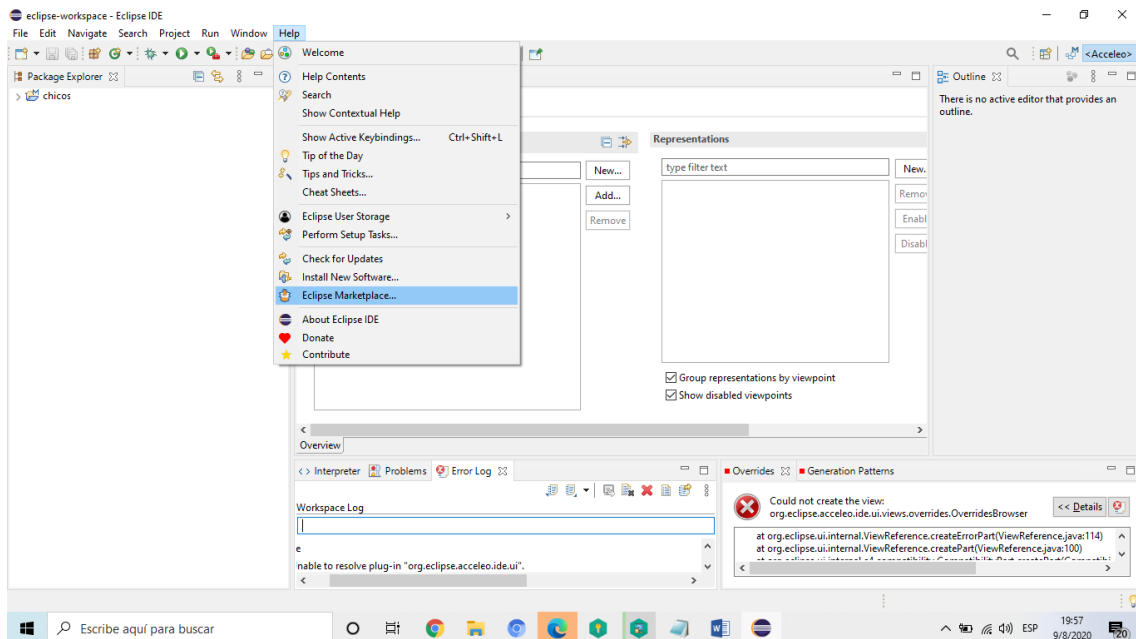 eclipse-workspace - Eclipse IDE
File Edit Navigate Search Project Run Window Help
<Acceleo>
Package Explorer
chicos
Welcome
Help Contents
Search
Show Contextual Help
Show Active Keybindings... Ctrl+Shift+L
Tip of the Day
Tips and Tricks...
Cheat Sheets...
Eclipse User Storage
Perform Setup Tasks...
Check for Updates
Install New Software...
Eclipse Marketplace...
About Eclipse IDE
Donate
Contribute
New...
Add...
Remove
Representations
type filter text
New.
Remov
Enabl
Disabl
Group representations by viewpoint
Show disabled viewpoints
Overview
Outline
There is no active editor that provides an
outline.
Interpreter Problems Error Log
Workspace Log
e
nable to resolve plug-in "org.eclipse.acceleo.ide.ui".
Overrides Generation Patterns
Could not create the view:
org.eclipse.acceleo.ide.ui.views.overrides.OverridesBrowser
<< Details
at org.eclipse.ui.internal.ViewReference.createErrorPart(ViewReference.java:114)
at org.eclipse.ui.internal.ViewReference.createPart(ViewReference.java:100)
Escribe aquí para buscar
ESP
19:57
9/8/2020
20